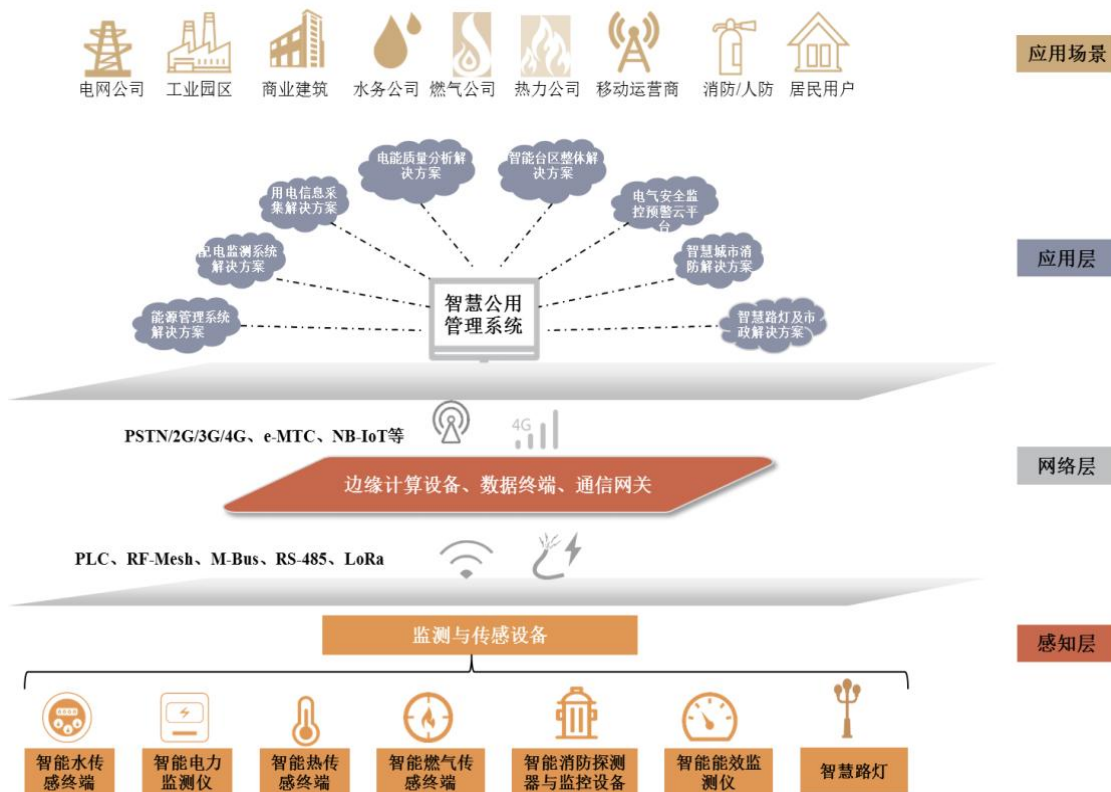 电网公司 工业园区 商业建筑 水务公司 燃气公司 热力公司 移动运营商 消防/人防 居民用户
应用场景
电能质量分析解
决方案
智能台区整体解
决方案
用电信息采
集解决方案
电气安全监
控预警云平
台
配电监测系统
解决方案
智慧城市消
防解决方案
应用层
能源管理系统
解决方案
智慧公用
管理系统
智慧路灯及市
政解决方案
PSTN/2G/3G/4G、e-MTC、NB-IoT等
4G
网络层
边缘计算设备、数据终端、通信网关
PLC、RF-Mesh、M-Bus、RS-485、LoRa
监测与传感设备
感知层
智能水传
感终端
智能电力
监测仪
智能热传
感终端
智能燃气传
感终端
智能消防探测
器与监控设备
智能能效监
测仪
智慧路灯